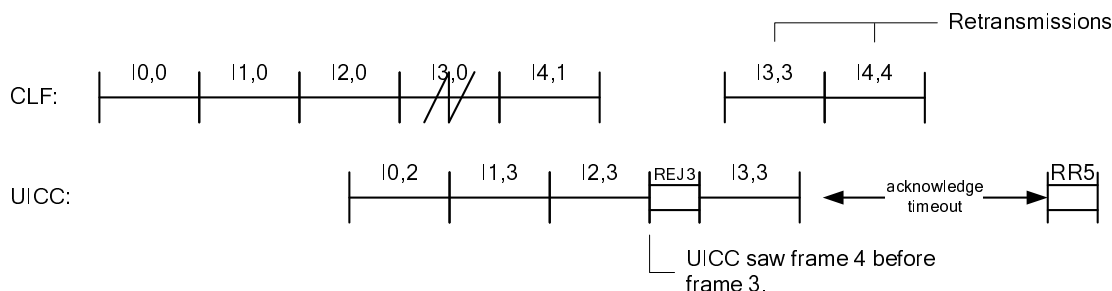 Retransmissions
I0,0 I1,0 I2,0 I3,0 I4,1 I3,3 I4,4
CLF:
I0,2 I1,3 I2,3 REJ3 I3,3 RR5
UICC:
acknowledge
timeout
UICC saw frame 4 before
frame 3.